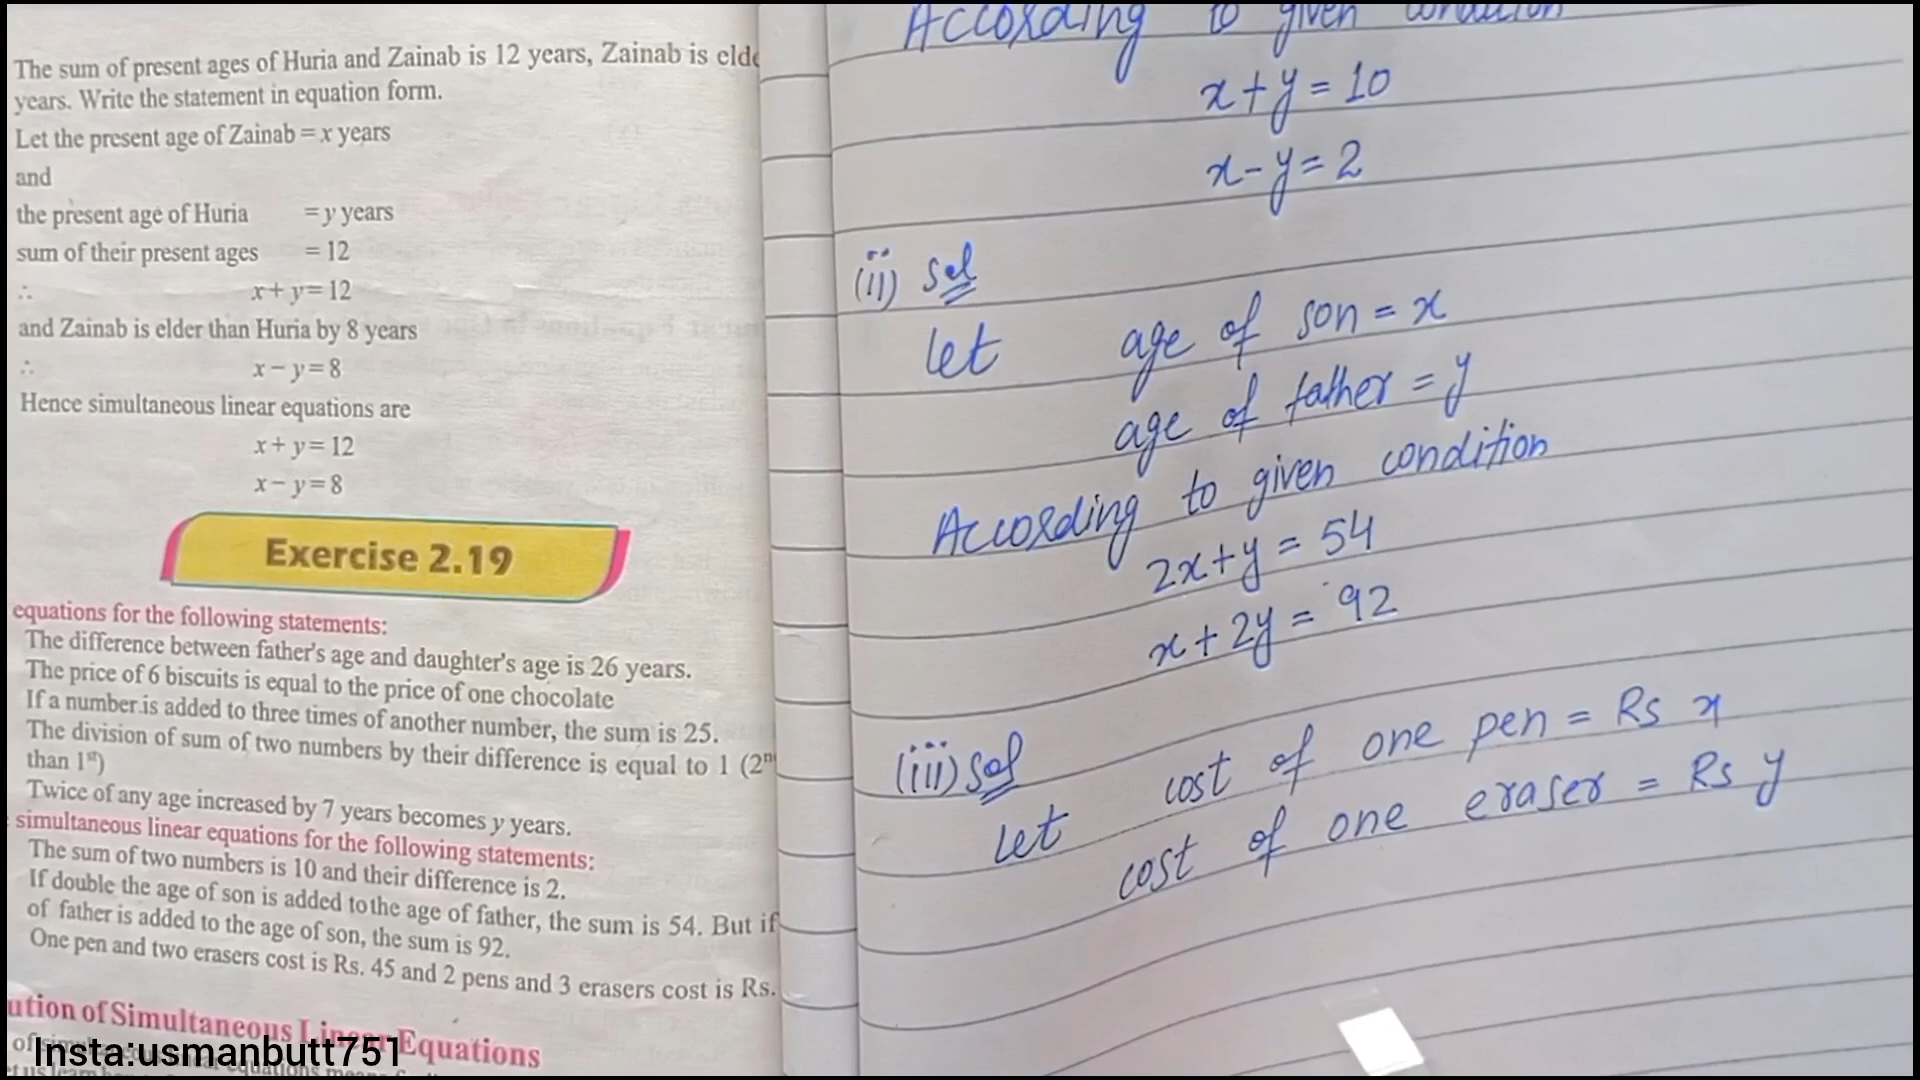 The sum of present ages of Huria and Zainab is 12 years, Zainab is elde
years. Write the statement in equation form.
Let the present age of Zainab = x years
and
the present age of Huria = y years
sum of their present ages = 12
∴ x + y = 12
and Zainab is elder than Huria by 8 years
∴ x − y = 8
Hence simultaneous linear equations are
x + y = 12
x − y = 8
Exercise 2.19
equations for the following statements:
The difference between father's age and daughter's age is 26 years.
The price of 6 biscuits is equal to the price of one chocolate
If a number is added to three times of another number, the sum is 25.
The division of sum of two numbers by their difference is equal to 1 (2ⁿ
than 1ˢᵗ)
Twice of any age increased by 7 years becomes y years.
simultaneous linear equations for the following statements:
The sum of two numbers is 10 and their difference is 2.
If double the age of son is added to the age of father, the sum is 54. But if
of father is added to the age of son, the sum is 92.
One pen and two erasers cost is Rs. 45 and 2 pens and 3 erasers cost is Rs.
ution of Simultaneous Linear Equations
Insta:usmanbutt751
According to given condition
x + y = 10
x - y = 2
(ii) Sol
let age of son = x
age of father = y
According to given condition
2x + y = 54
x + 2y = 92
(iii) Sol
let cost of one pen = Rs x
cost of one eraser = Rs y